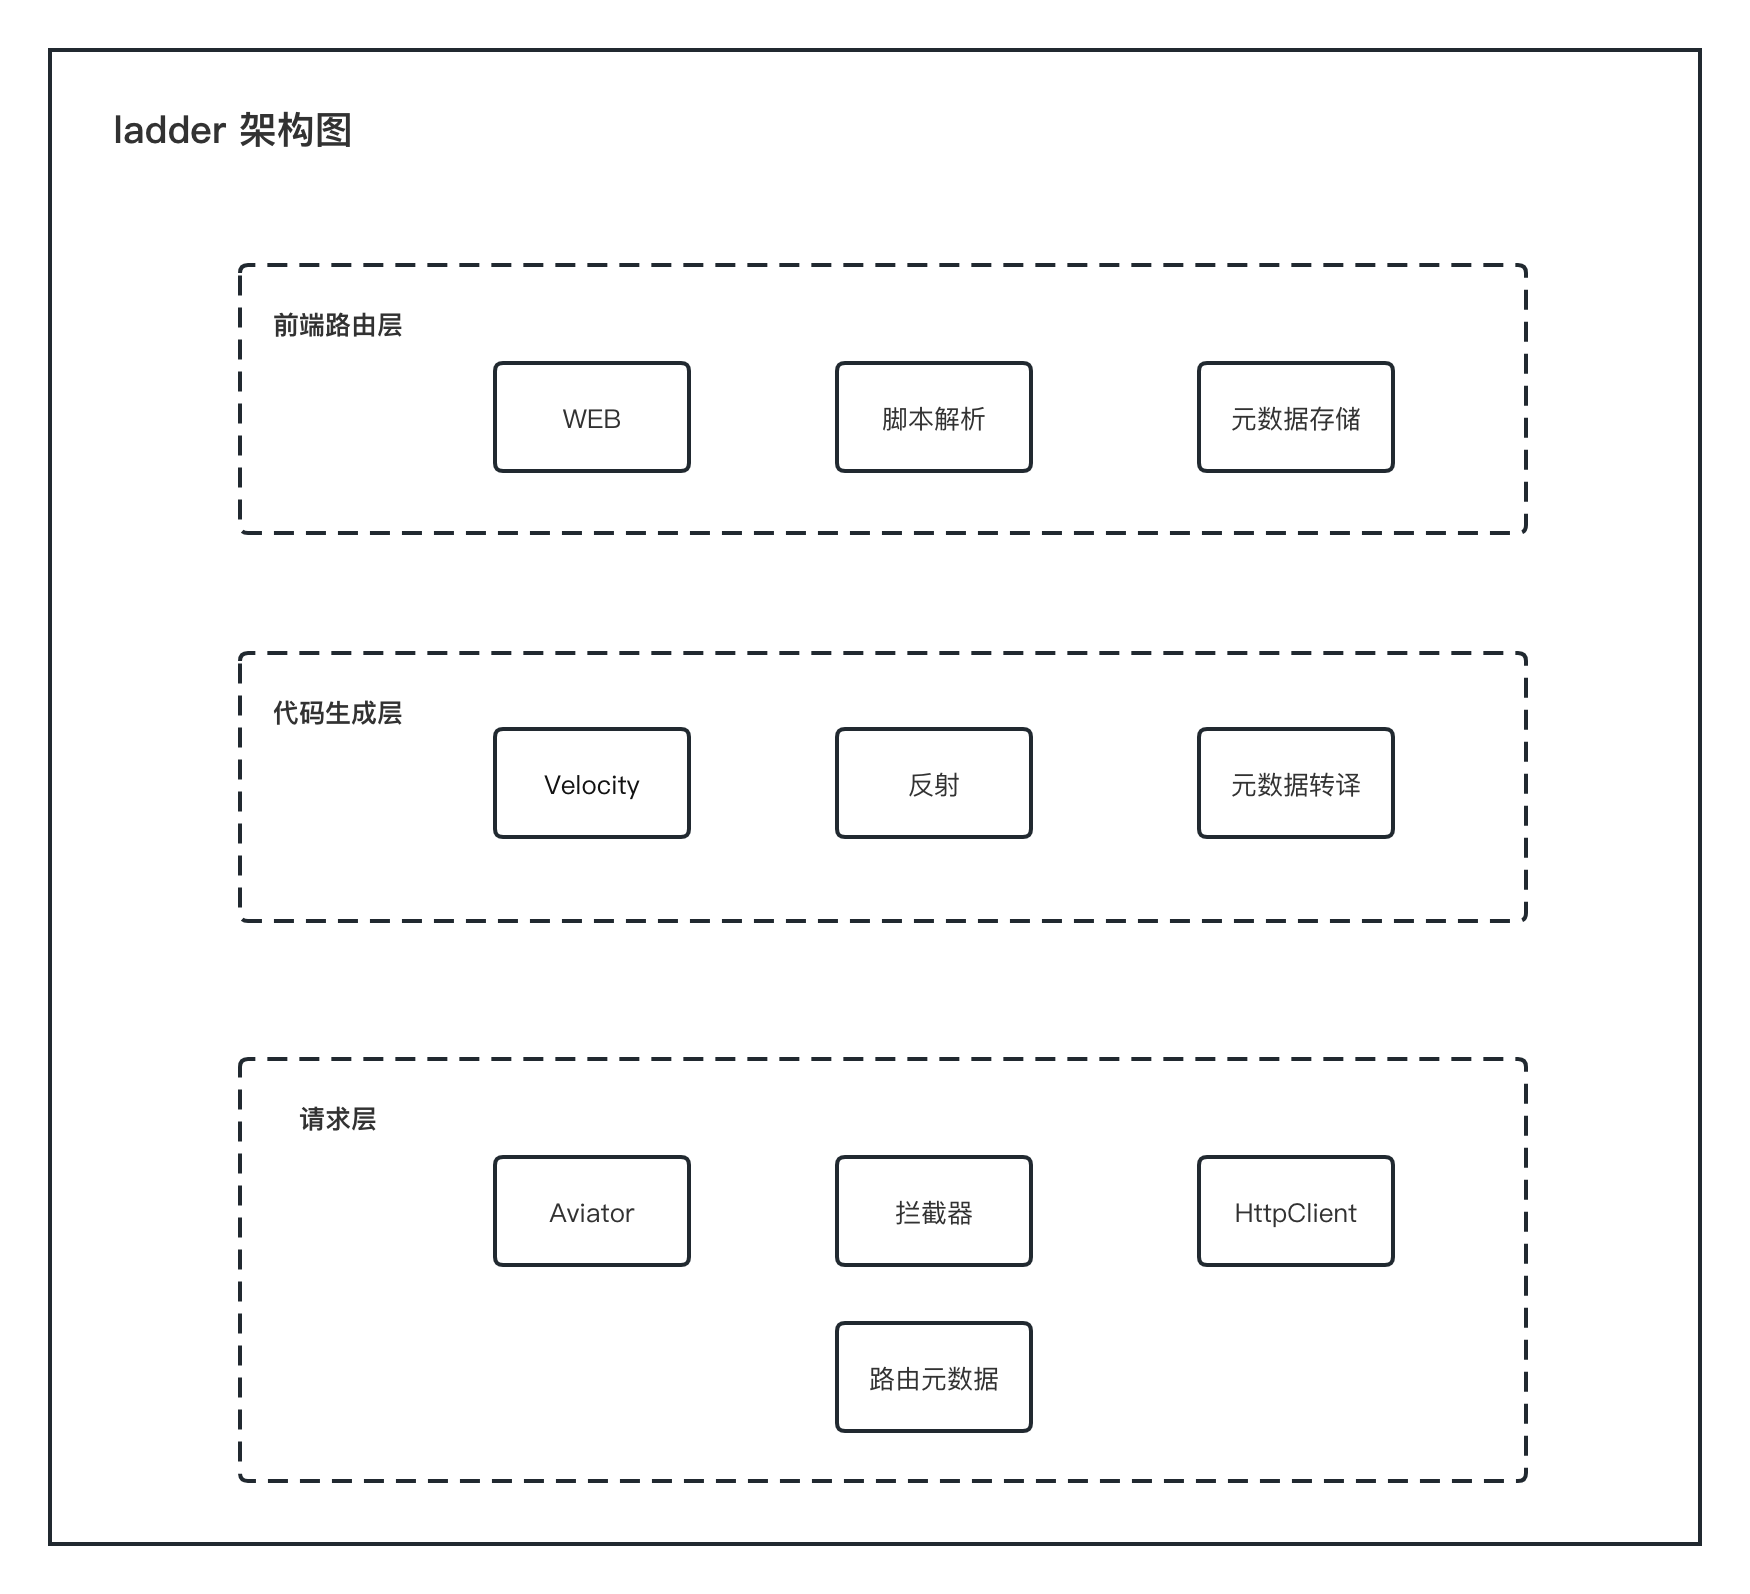 ladder 架构图
前端路由层
WEB
脚本解析
元数据存储
代码生成层
Velocity
反射
元数据转译
请求层
Aviator
拦截器
HttpClient
路由元数据